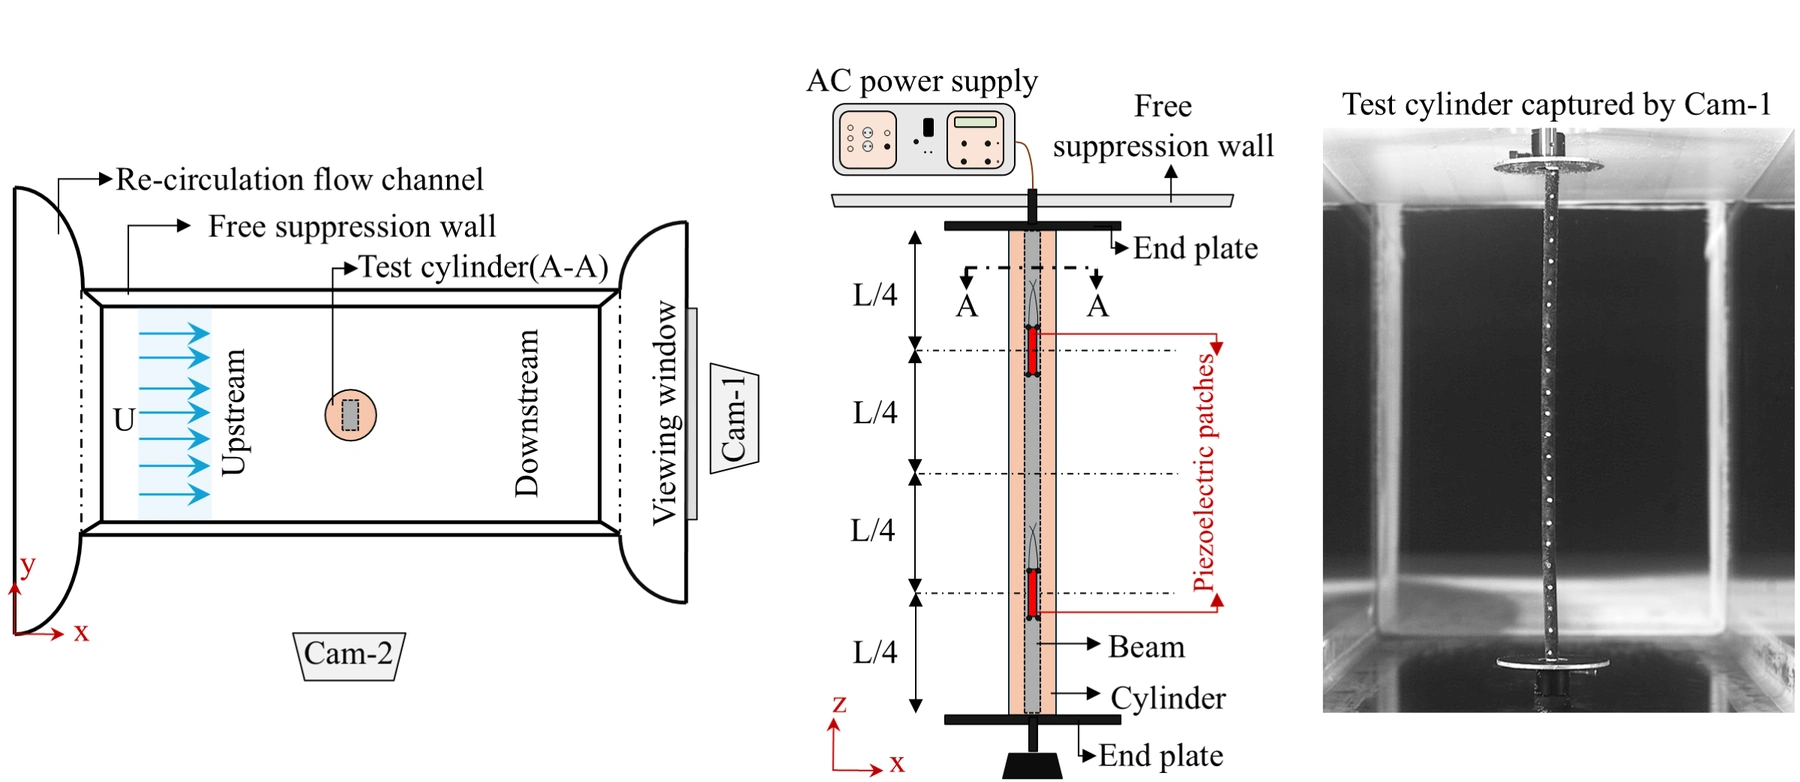 Re-circulation flow channel
Free suppression wall
Test cylinder(A-A)
U
Upstream
Downstream
Viewing window
Cam-1
y
x
Cam-2
AC power supply
Free
suppression wall
End plate
A
A
L/4
L/4
L/4
L/4
Piezoelectric patches
Beam
Cylinder
End plate
z
x
Test cylinder captured by Cam-1